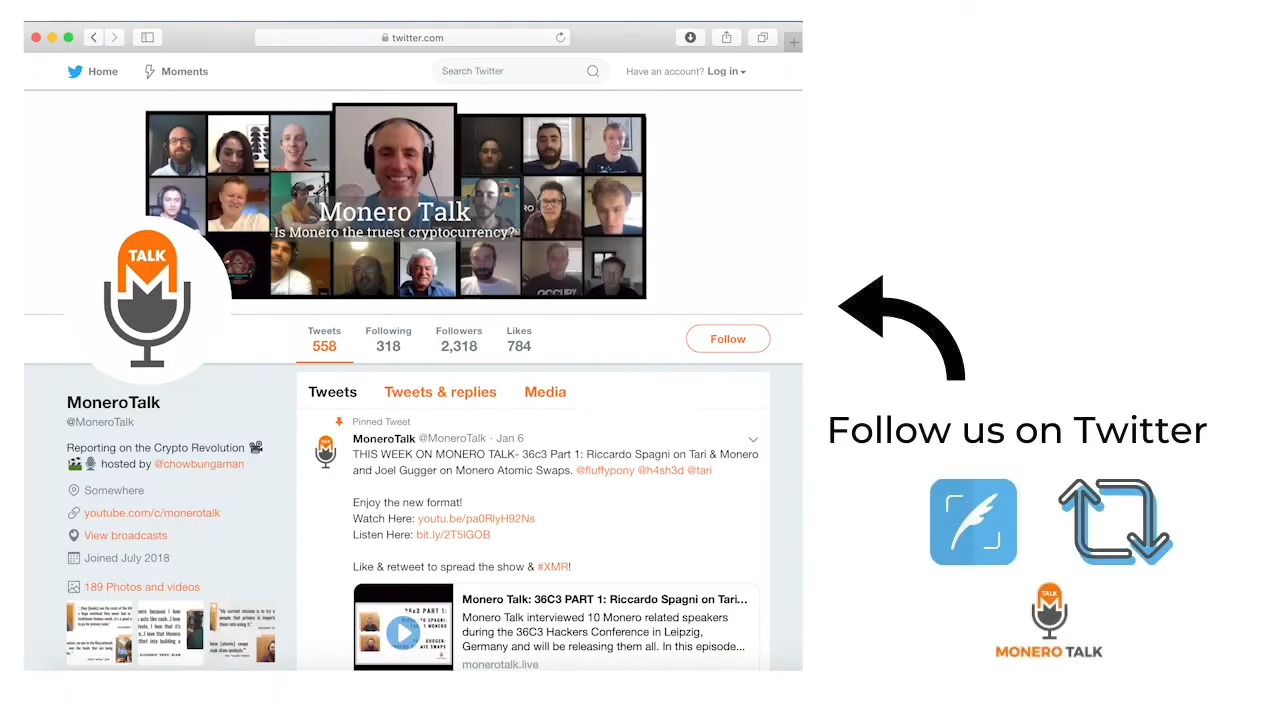 twitter.com
Home
Moments
Search Twitter
Have an account? Log in
Monero Talk
Is Monero the truest cryptocurrency?
TALK
Tweets
558
Following
318
Followers
2,318
Likes
784
Follow
MoneroTalk
@MoneroTalk
Reporting on the Crypto Revolution
hosted by @chowbungaman
Somewhere
youtube.com/c/monerotalk
View broadcasts
Joined July 2018
189 Photos and videos
Tweets
Tweets & replies
Media
Pinned Tweet
MoneroTalk @MoneroTalk · Jan 6
THIS WEEK ON MONERO TALK- 36c3 Part 1: Riccardo Spagni on Tari & Monero
and Joel Gugger on Monero Atomic Swaps. @fluffypony @h4sh3d @tari
Enjoy the new format!
Watch Here: youtu.be/pa0RlyH92Ns
Listen Here: bit.ly/2T5IGOB
Like & retweet to spread the show & #XMR!
Monero Talk: 36C3 PART 1: Riccardo Spagni on Tari...
Monero Talk interviewed 10 Monero related speakers
during the 36C3 Hackers Conference in Leipzig,
Germany and will be releasing them all. In this episode...
monerotalk.live
Follow us on Twitter
TALK
MONERO TALK